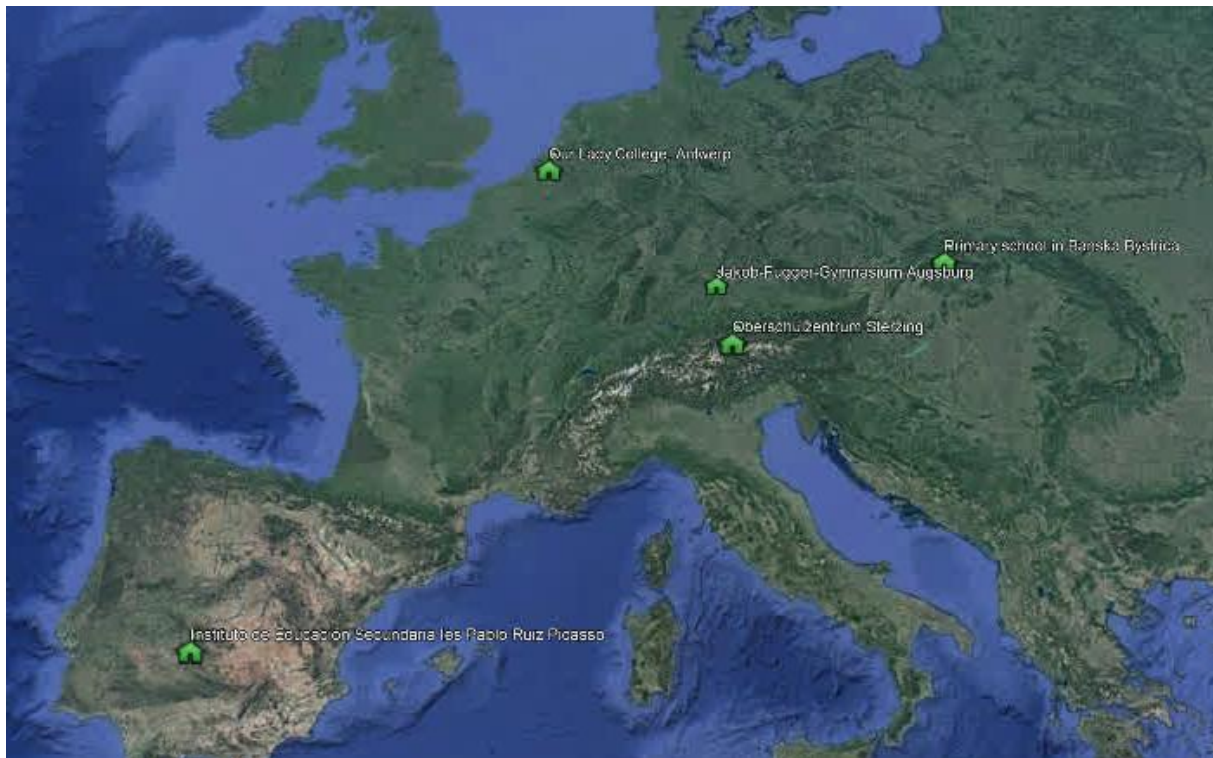 Our Lady College, Antwerp
Primary school in Banska Bystrica
Jakob-Fugger-Gymnasium Augsburg
Oberschulzentrum Sterzing
Instituto de Educación Secundaria Ies Pablo Ruiz Picasso